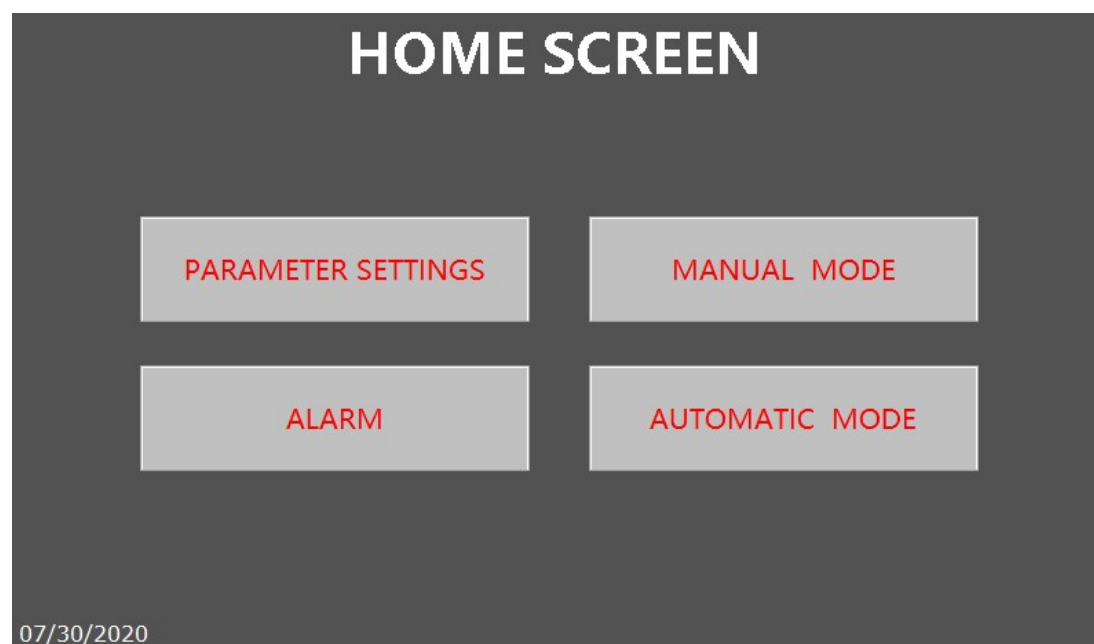 HOME SCREEN
PARAMETER SETTINGS
MANUAL  MODE
ALARM
AUTOMATIC  MODE
07/30/2020